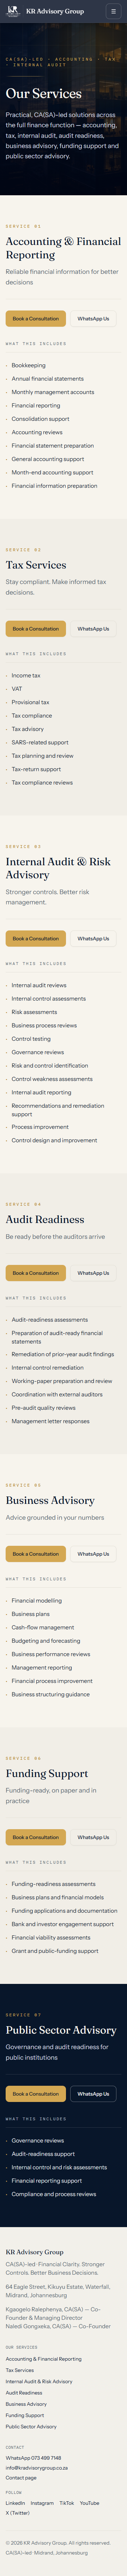 KR Advisory Group
CA(SA)-LED · ACCOUNTING · TAX
· INTERNAL AUDIT
Our Services
Practical, CA(SA)-led solutions across
the full finance function — accounting,
tax, internal audit, audit readiness,
business advisory, funding support and
public sector advisory.
SERVICE 01
Accounting & Financial
Reporting
Reliable financial information for better
decisions
Book a Consultation
WhatsApp Us
WHAT THIS INCLUDES
Bookkeeping
Annual financial statements
Monthly management accounts
Financial reporting
Consolidation support
Accounting reviews
Financial statement preparation
General accounting support
Month-end accounting support
Financial information preparation
SERVICE 02
Tax Services
Stay compliant. Make informed tax
decisions.
Book a Consultation
WhatsApp Us
WHAT THIS INCLUDES
Income tax
VAT
Provisional tax
Tax compliance
Tax advisory
SARS-related support
Tax planning and review
Tax-return support
Tax compliance reviews
SERVICE 03
Internal Audit & Risk
Advisory
Stronger controls. Better risk
management.
Book a Consultation
WhatsApp Us
WHAT THIS INCLUDES
Internal audit reviews
Internal control assessments
Risk assessments
Business process reviews
Control testing
Governance reviews
Risk and control identification
Control weakness assessments
Internal audit reporting
Recommendations and remediation
support
Process improvement
Control design and improvement
SERVICE 04
Audit Readiness
Be ready before the auditors arrive
Book a Consultation
WhatsApp Us
WHAT THIS INCLUDES
Audit-readiness assessments
Preparation of audit-ready financial
statements
Remediation of prior-year audit findings
Internal control remediation
Working-paper preparation and review
Coordination with external auditors
Pre-audit quality reviews
Management letter responses
SERVICE 05
Business Advisory
Advice grounded in your numbers
Book a Consultation
WhatsApp Us
WHAT THIS INCLUDES
Financial modelling
Business plans
Cash-flow management
Budgeting and forecasting
Business performance reviews
Management reporting
Financial process improvement
Business structuring guidance
SERVICE 06
Funding Support
Funding-ready, on paper and in
practice
Book a Consultation
WhatsApp Us
WHAT THIS INCLUDES
Funding-readiness assessments
Business plans and financial models
Funding applications and documentation
Bank and investor engagement support
Financial viability assessments
Grant and public-funding support
SERVICE 07
Public Sector Advisory
Governance and audit readiness for
public institutions
Book a Consultation
WhatsApp Us
WHAT THIS INCLUDES
Governance reviews
Audit-readiness support
Internal control and risk assessments
Financial reporting support
Compliance and process reviews
KR Advisory Group
CA(SA)-led · Financial Clarity. Stronger
Controls. Better Business Decisions.
64 Eagle Street, Kikuyu Estate, Waterfall,
Midrand, Johannesburg
Kgaogelo Ralephenya, CA(SA) — Co-
Founder & Managing Director
Naledi Gongxeka, CA(SA) — Co-Founder
OUR SERVICES
Accounting & Financial Reporting
Tax Services
Internal Audit & Risk Advisory
Audit Readiness
Business Advisory
Funding Support
Public Sector Advisory
CONTACT
WhatsApp 073 499 7148
info@kradvisorygroup.co.za
Contact page
FOLLOW
LinkedIn Instagram TikTok YouTube
X (Twitter)
© 2026 KR Advisory Group. All rights reserved.
CA(SA)-led · Midrand, Johannesburg